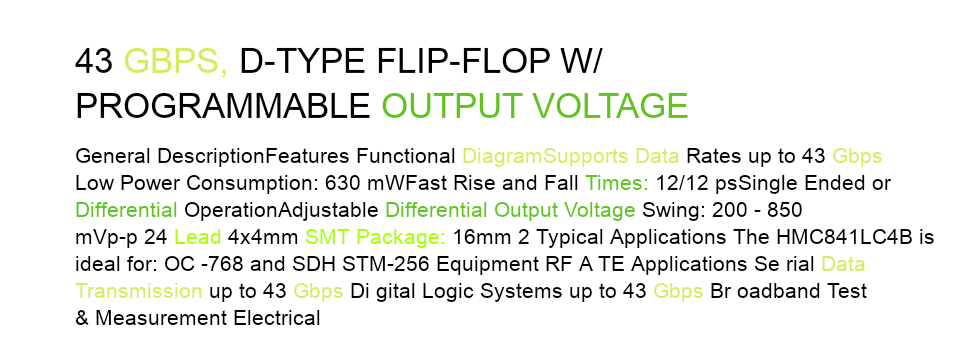 43 GBPS, D-TYPE FLIP-FLOP W/
PROGRAMMABLE OUTPUT VOLTAGE
General DescriptionFeatures Functional DiagramSupports Data Rates up to 43 Gbps
Low Power Consumption: 630 mWFast Rise and Fall Times: 12/12 psSingle Ended or
Differential OperationAdjustable Differential Output Voltage Swing: 200 - 850
mVp-p 24 Lead 4x4mm SMT Package: 16mm 2 Typical Applications The HMC841LC4B is
ideal for: OC -768 and SDH STM-256 Equipment RF A TE Applications Se rial Data
Transmission up to 43 Gbps Di gital Logic Systems up to 43 Gbps Br oadband Test
& Measurement Electrical